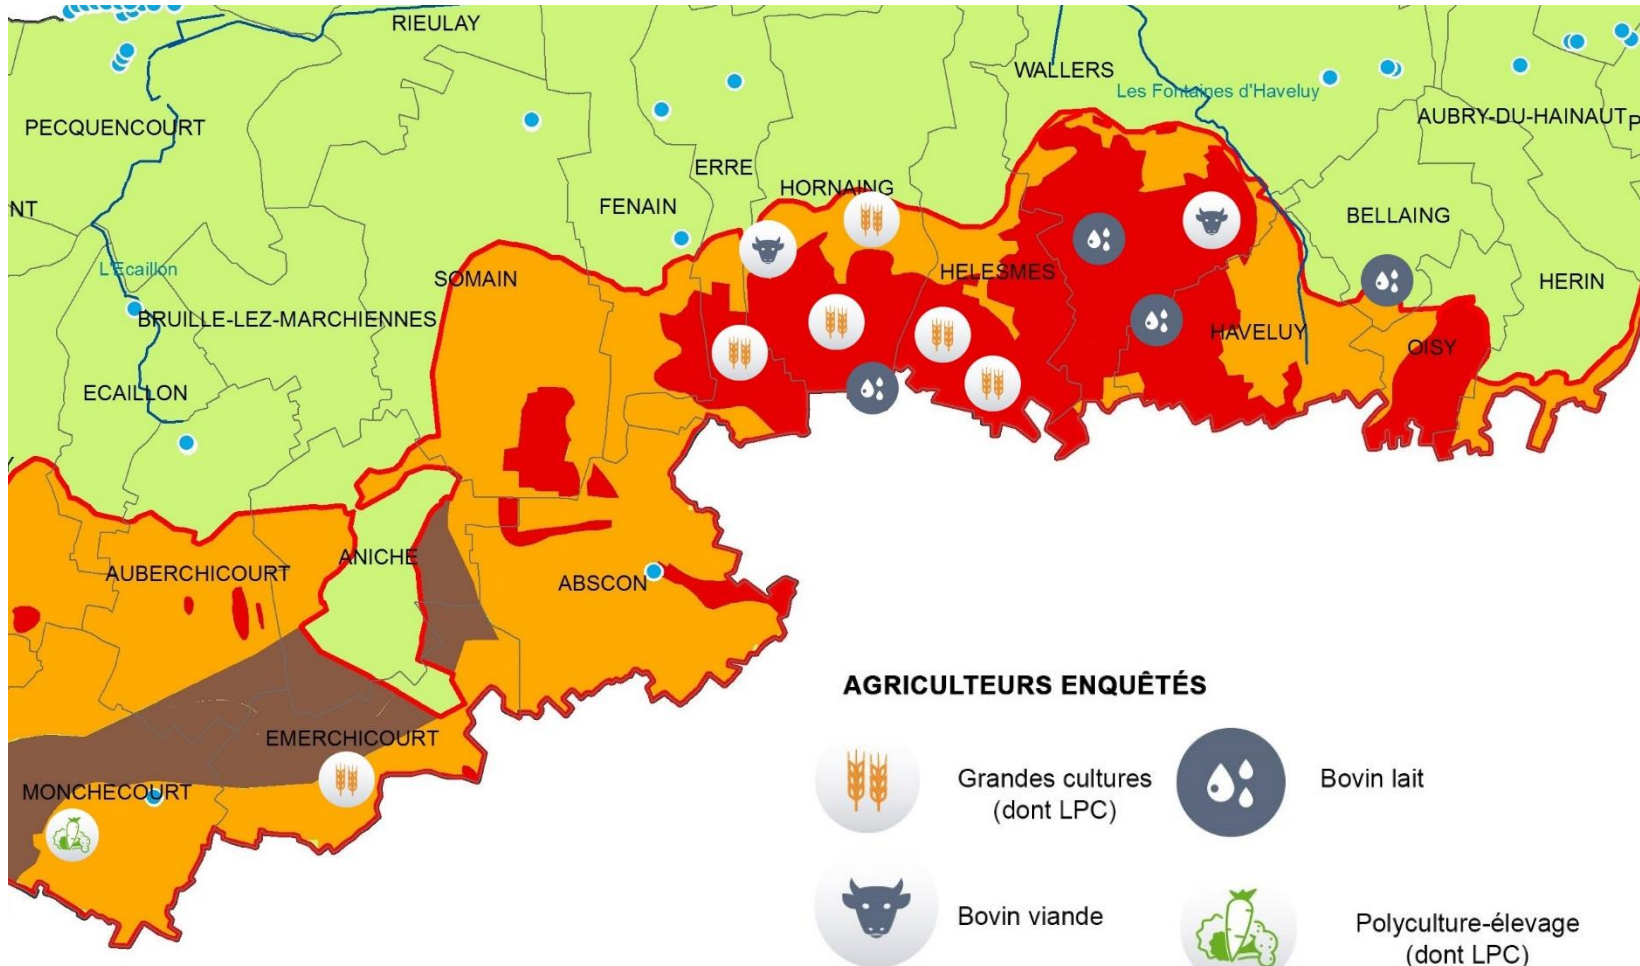 RIEULAY
WALLERS
Les Fontaines d'Haveluy
AUBRY-DU-HAINAUT
P
PECQUENCOURT
ERRE
HORNAING
NT
FENAIN
BELLAING
L'Ecaillon
SOMAIN
HELESMES
HERIN
BRUILLE-LEZ-MARCHIENNES
HAVELUY
OISY
ECAILLON
ANICHE
AUBERCHICOURT
ABSCON
EMERCHICOURT
MONCHECOURT
AGRICULTEURS ENQUÊTÉS
Grandes cultures
(dont LPC)
Bovin lait
Bovin viande
Polyculture-élevage
(dont LPC)